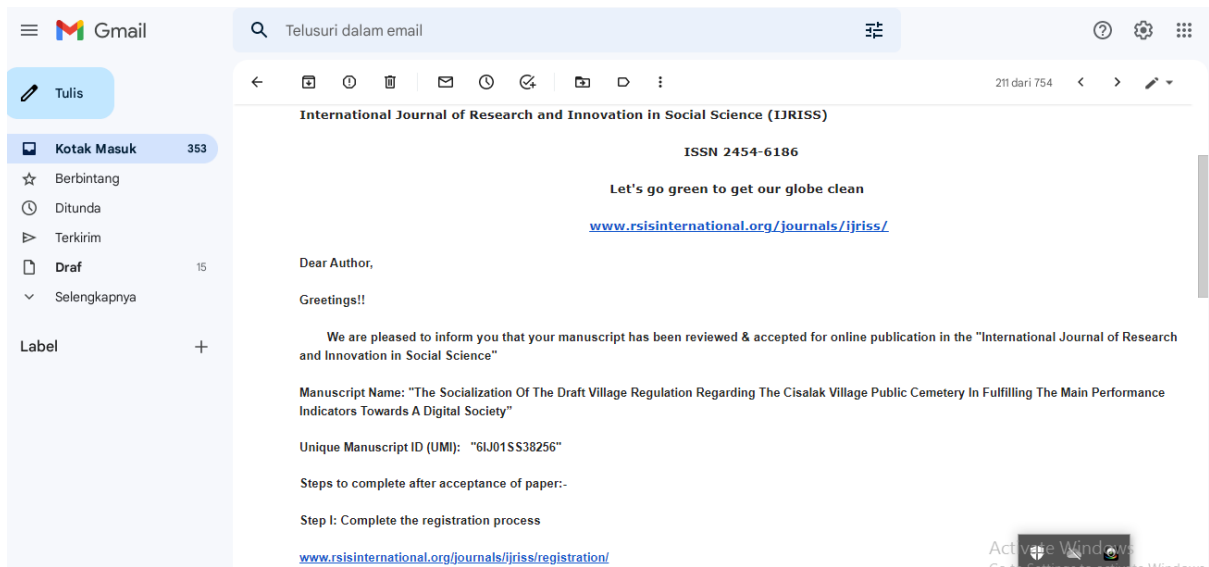 Gmail
Telusuri dalam email
Tulis
211 dari 754
Kotak Masuk 353
Berbintang
Ditunda
Terkirim
Draf 15
Selengkapnya
Label
International Journal of Research and Innovation in Social Science (IJRISS)
ISSN 2454-6186
Let's go green to get our globe clean
www.rsisinternational.org/journals/ijriss/
Dear Author,
Greetings!!
We are pleased to inform you that your manuscript has been reviewed & accepted for online publication in the "International Journal of Research
and Innovation in Social Science"
Manuscript Name: "The Socialization Of The Draft Village Regulation Regarding The Cisalak Village Public Cemetery In Fulfilling The Main Performance
Indicators Towards A Digital Society"
Unique Manuscript ID (UMI): "6IJ01SS38256"
Steps to complete after acceptance of paper:-
Step I: Complete the registration process
www.rsisinternational.org/journals/ijriss/registration/
Activate Windows